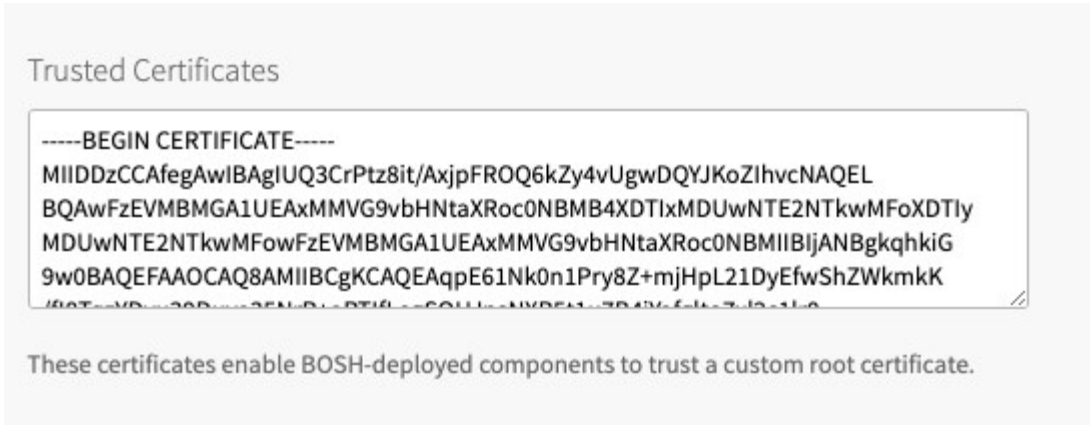 Trusted Certificates
-----BEGIN CERTIFICATE-----
MIIDDzCCAfegAwIBAgIUQ3CrPtz8it/AxjpFROQ6kZy4vUgwDQYJKoZIhvcNAQEL
BQAwFzEVMBMGA1UEAxMMVG9vbHNtaXRoc0NBMB4XDTIxMDUwNTE2NTkwMFoXDTIy
MDUwNTE2NTkwMFowFzEVMBMGA1UEAxMMVG9vbHNtaXRoc0NBMIIBIjANBgkqhkiG
9w0BAQEFAAOCAQ8AMIIBCgKCAQEAqpE61Nk0n1Pry8Z+mjHpL21DyEfwShZWkmkK
These certificates enable BOSH-deployed components to trust a custom root certificate.